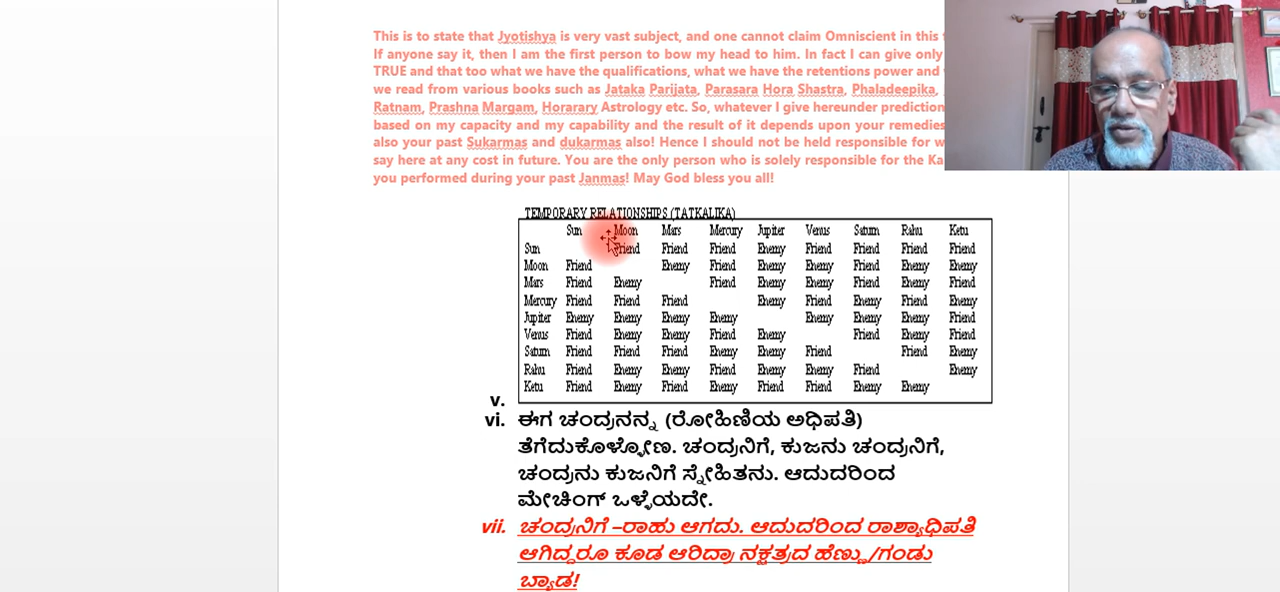 This is to state that Jyotishya is very vast subject, and one cannot claim Omniscient in this
If anyone say it, then I am the first person to bow my head to him. In fact I can give only
TRUE and that too what we have the qualifications, what we have the retentions power and
we read from various books such as Jataka Parijata, Parasara Hora Shastra, Phaladeepika,
Ratnam, Prashna Margam, Horarary Astrology etc. So, whatever I give hereunder prediction
based on my capacity and my capability and the result of it depends upon your remedies
also your past Sukarmas and dukarmas also! Hence I should not be held responsible for
say here at any cost in future. You are the only person who is solely responsible for the Ka
you performed during your past Janmas! May God bless you all!
TEMPORARY RELATIONSHIPS (TATKALIKA)
Sun Moon Mars Mercury Jupiter Venus Saturn Rahu Ketu
Sun Friend Friend Friend Enemy Enemy Friend Friend Friend
Moon Friend Enemy Friend Enemy Enemy Friend Enemy Enemy
Mars Friend Enemy Friend Enemy Enemy Friend Enemy Friend
Mercury Friend Friend Friend Enemy Friend Enemy Friend Enemy
Jupiter Enemy Enemy Enemy Enemy Enemy Enemy Enemy Friend
Venus Friend Enemy Enemy Friend Enemy Friend Enemy Friend
Saturn Friend Friend Friend Enemy Enemy Friend Friend Enemy
Rahu Friend Enemy Enemy Friend Enemy Enemy Friend Enemy
Ketu Friend Enemy Friend Enemy Friend Friend Enemy Enemy
v.
vi. ಈಗ ಚಂದ್ರನನ್ನ (ರೋಹಿಣಿಯ ಅಧಿಪತಿ)
ತೆಗೆದುಕೊಳ್ಳೋಣ. ಚಂದ್ರನಿಗೆ, ಕುಜನು ಚಂದ್ರನಿಗೆ,
ಚಂದ್ರನು ಕುಜನಿಗೆ ಸ್ನೇಹಿತನು. ಆದುದರಿಂದ
ಮೇಚಿಂಗ್ ಒಳ್ಳೆಯದೇ.
vii. ಚಂದ್ರನಿಗೆ –ರಾಹು ಆಗದು. ಆದುದರಿಂದ ರಾಶ್ಯಾಧಿಪತಿ
ಆಗಿದ್ದರೂ ಕೂಡ ಆರಿದ್ರಾ ನಕ್ಷತ್ರದ ಹೆಣ್ಣು/ಗಂಡು
ಬ್ಯಾಡ!